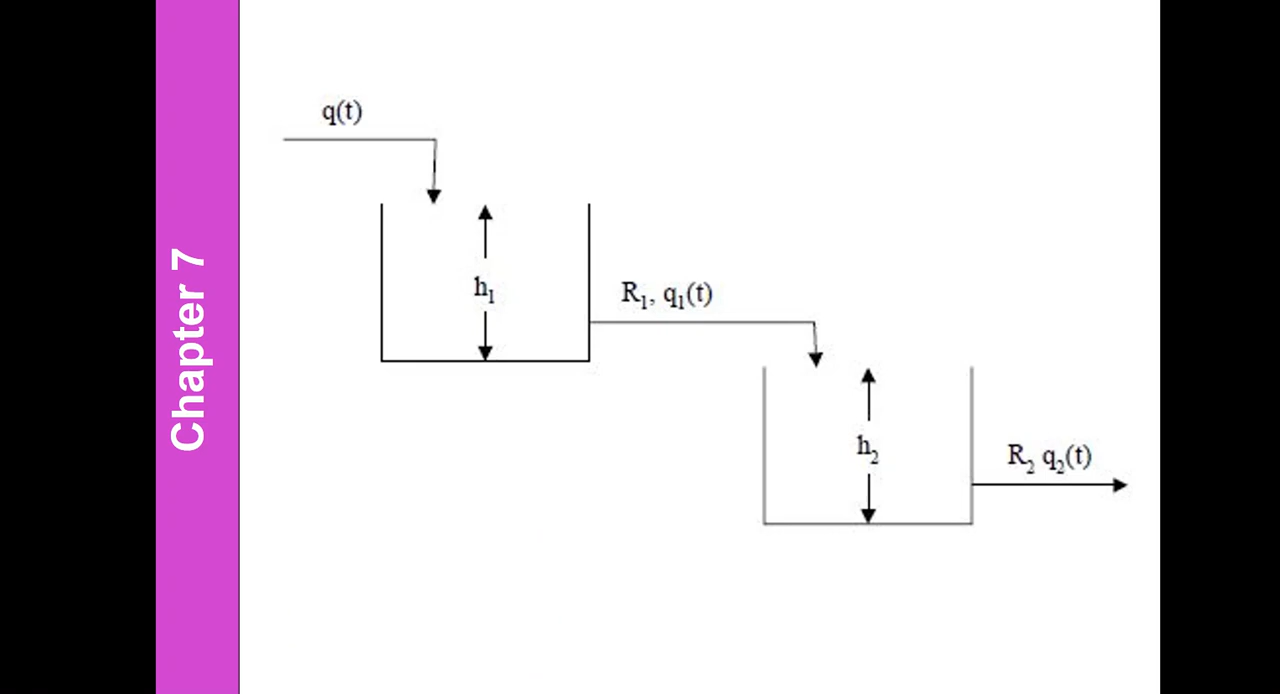 Chapter 7
q(t)
h₁
R₁, q₁(t)
h₂
R₂ q₂(t)